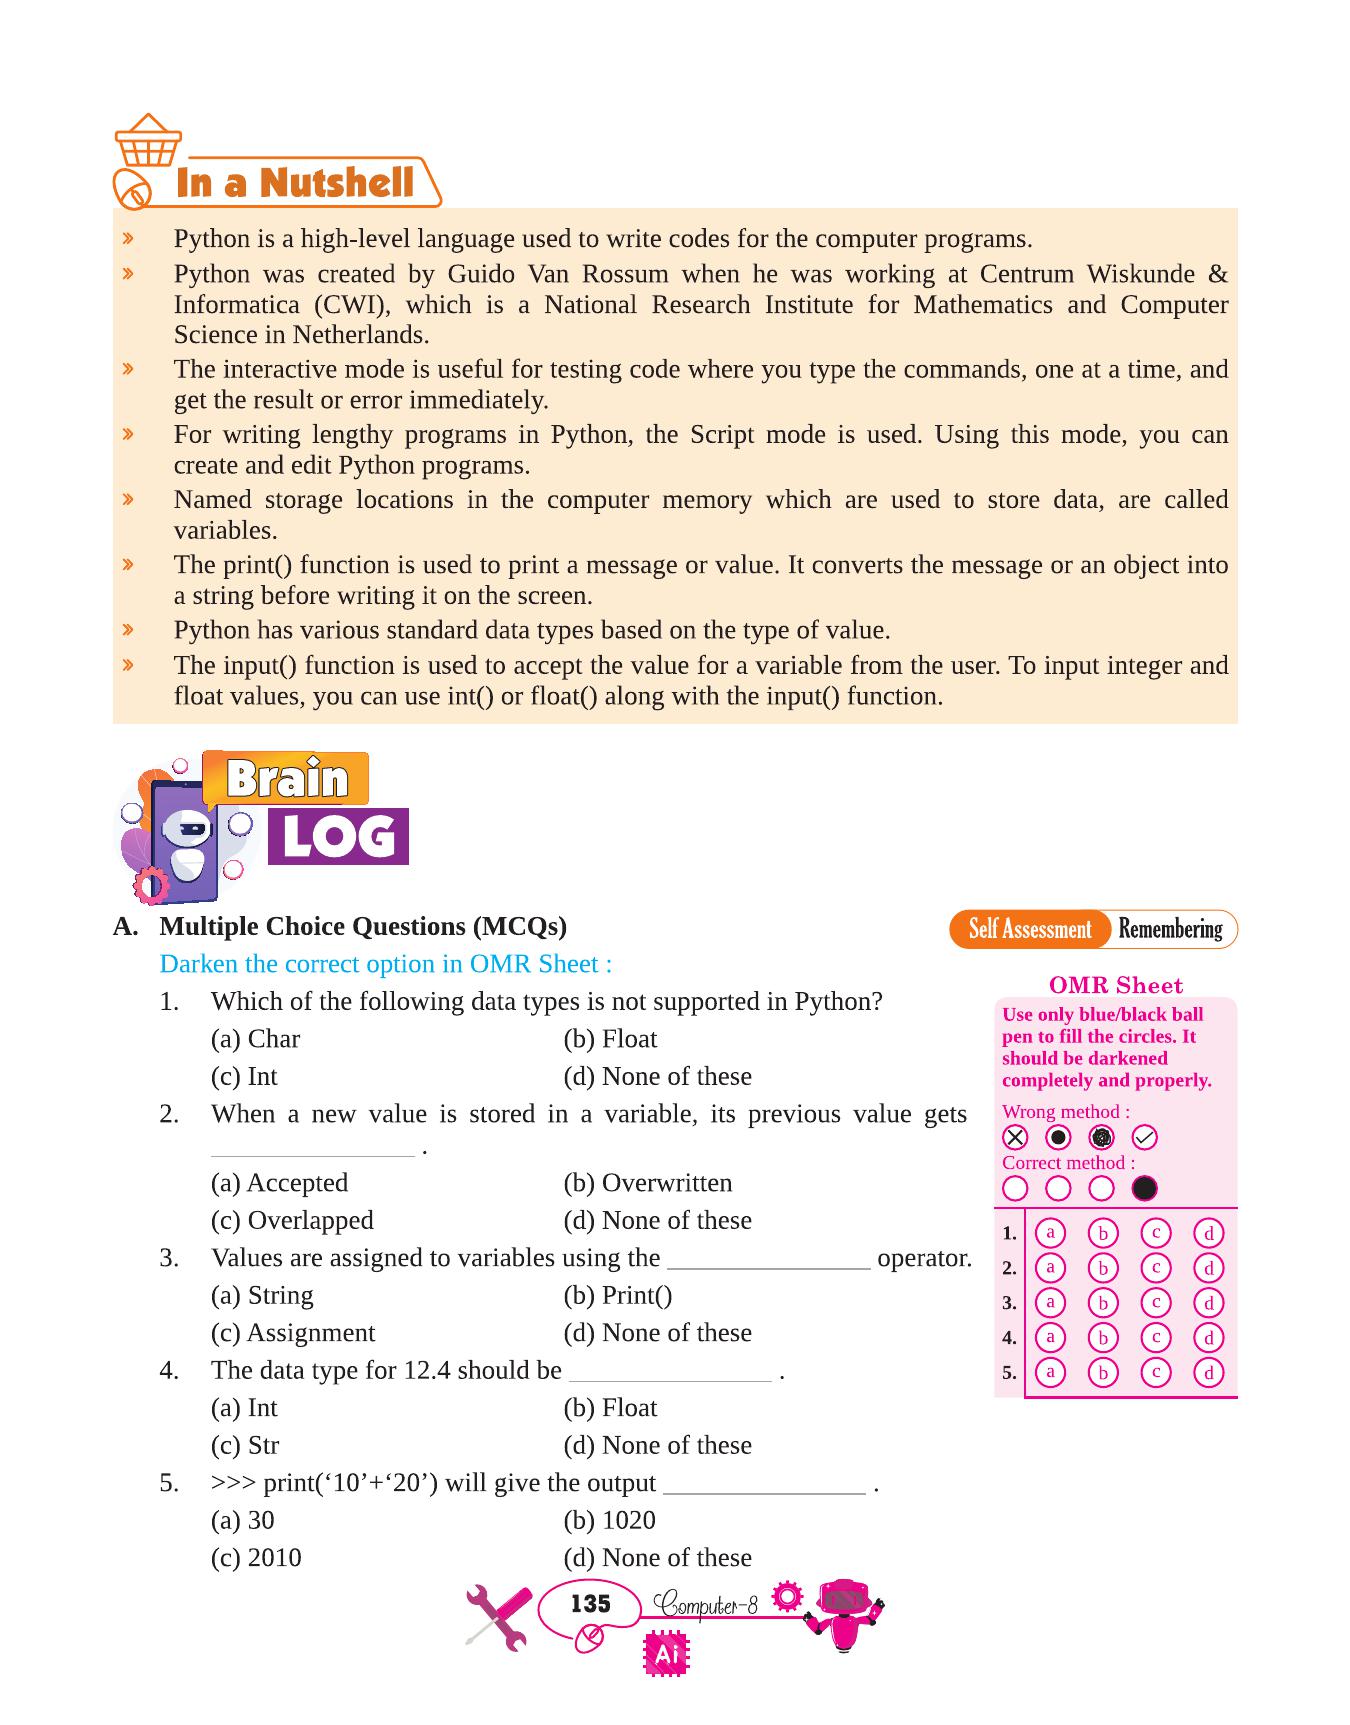 In a Nutshell
» Python is a high-level language used to write codes for the computer programs.
» Python was created by Guido Van Rossum when he was working at Centrum Wiskunde &
Informatica (CWI), which is a National Research Institute for Mathematics and Computer
Science in Netherlands.
» The interactive mode is useful for testing code where you type the commands, one at a time, and
get the result or error immediately.
» For writing lengthy programs in Python, the Script mode is used. Using this mode, you can
create and edit Python programs.
» Named storage locations in the computer memory which are used to store data, are called
variables.
» The print() function is used to print a message or value. It converts the message or an object into
a string before writing it on the screen.
» Python has various standard data types based on the type of value.
» The input() function is used to accept the value for a variable from the user. To input integer and
float values, you can use int() or float() along with the input() function.
Brain
LOG
A. Multiple Choice Questions (MCQs)
Self Assessment Remembering
Darken the correct option in OMR Sheet :
1. Which of the following data types is not supported in Python?
(a) Char (b) Float
(c) Int (d) None of these
2. When a new value is stored in a variable, its previous value gets
_______________ .
(a) Accepted (b) Overwritten
(c) Overlapped (d) None of these
3. Values are assigned to variables using the _______________ operator.
(a) String (b) Print()
(c) Assignment (d) None of these
4. The data type for 12.4 should be _______________ .
(a) Int (b) Float
(c) Str (d) None of these
5. >>> print(‘10’+‘20’) will give the output _______________ .
(a) 30 (b) 1020
(c) 2010 (d) None of these
OMR Sheet
Use only blue/black ball
pen to fill the circles. It
should be darkened
completely and properly.
Wrong method :
Correct method :
1. a b c d
2. a b c d
3. a b c d
4. a b c d
5. a b c d
135 Computer-8
Ai